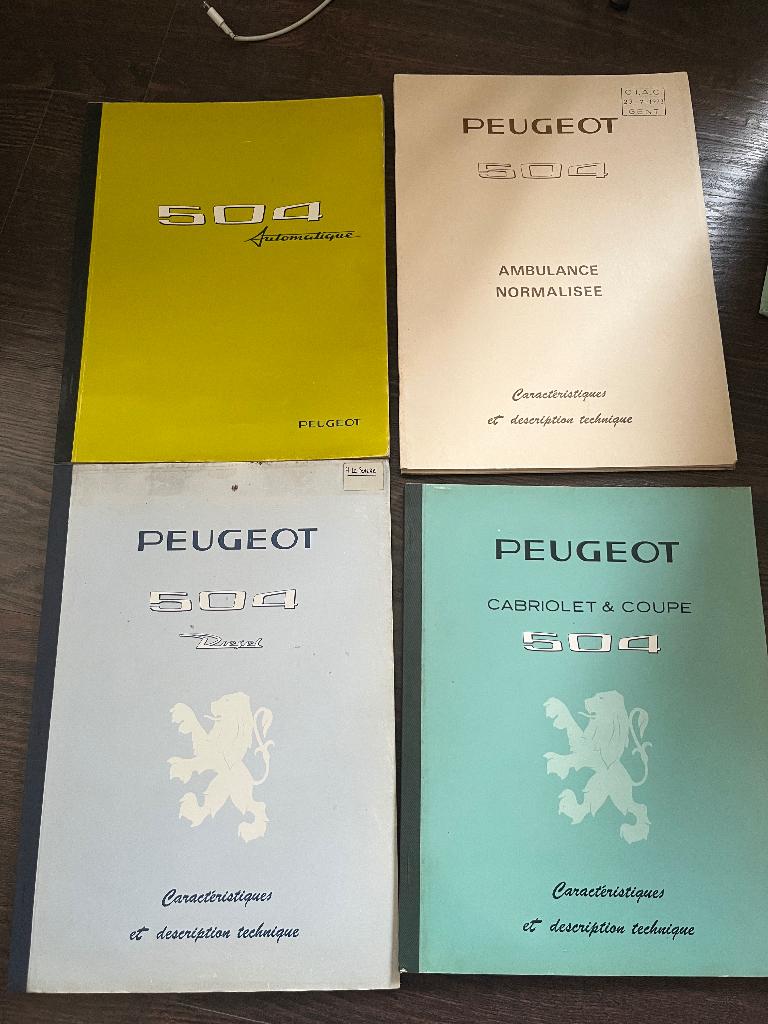 504
Automatique
PEUGEOT
C.I.A.C
GENT
PEUGEOT
504
AMBULANCE
NORMALISEE
Caractéristiques
et description technique
PEUGEOT
504
Diesel
Caractéristiques
et description technique
PEUGEOT
CABRIOLET & COUPE
504
Caractéristiques
et description technique